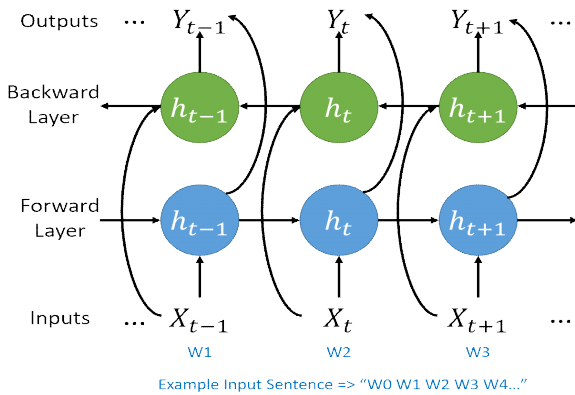 Outputs ... Y_{t-1} Y_t Y_{t+1} ...
Backward Layer h_{t-1} h_t h_{t+1}
Forward Layer h_{t-1} h_t h_{t+1}
Inputs ... X_{t-1} X_t X_{t+1} ...
W1 W2 W3
Example Input Sentence => “W0 W1 W2 W3 W4...”